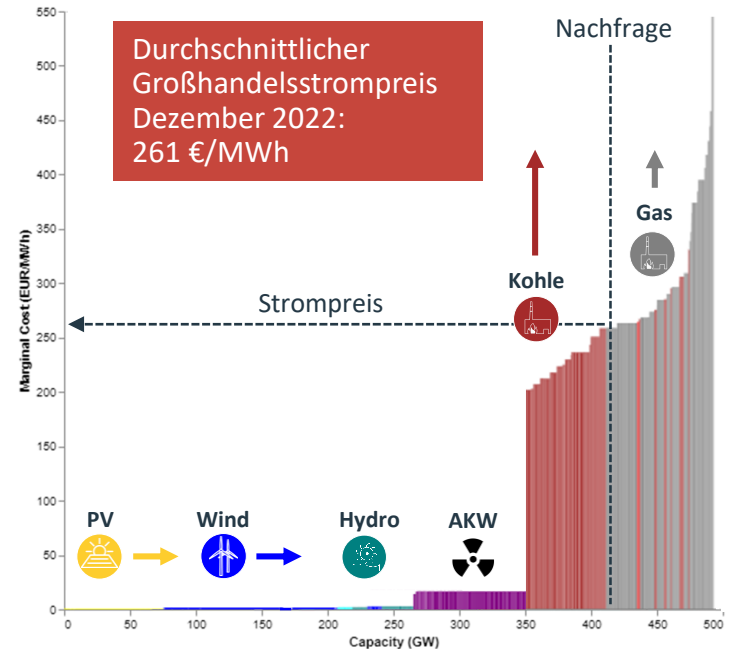 Durchschnittlicher
Großhandelsstrompreis
Dezember 2022:
261 €/MWh
Nachfrage
Gas
Kohle
Strompreis
PV
Wind
Hydro
AKW
Marginal Cost (EUR/MW/h)
550
500
450
400
350
300
250
200
150
100
50
0
0
50
100
150
200
250
300
350
400
450
500
Capacity (GW)